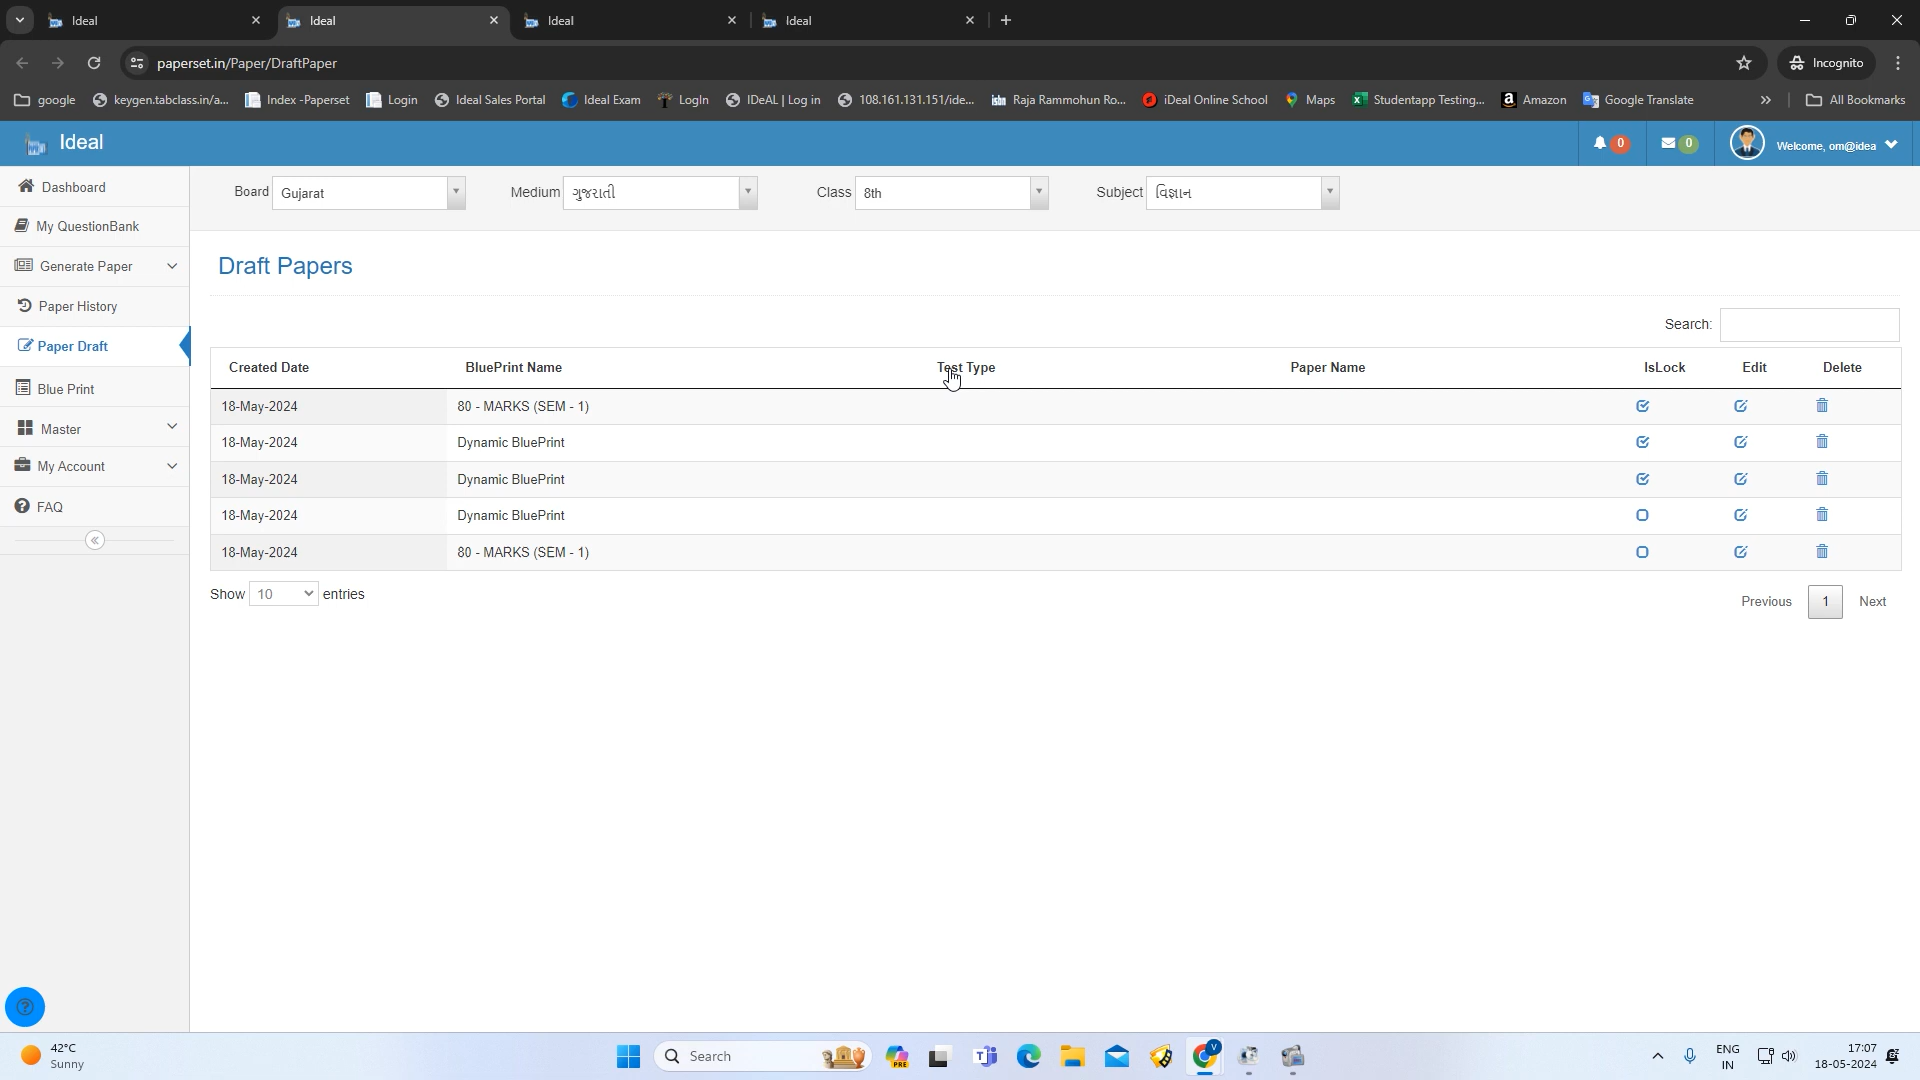 Ideal
Ideal
Ideal
Ideal
paperset.in/Paper/DraftPaper
Incognito
google
keygen.tabclass.in/a...
Index -Paperset
Login
Ideal Sales Portal
Ideal Exam
LogIn
IDeAL | Log in
108.161.131.151/ide...
Raja Rammohun Ro...
iDeal Online School
Maps
Studentapp Testing...
Amazon
Google Translate
All Bookmarks
Ideal
0
0
Welcome, om@idea
Dashboard
My QuestionBank
Generate Paper
Paper History
Paper Draft
Blue Print
Master
My Account
FAQ
Board Gujarat Medium ગુજરાતી Class 8th Subject વિજ્ઞાન
Draft Papers
Search:
Created Date BluePrint Name Test Type Paper Name IsLock Edit Delete
18-May-2024 80 - MARKS (SEM - 1)
18-May-2024 Dynamic BluePrint
18-May-2024 Dynamic BluePrint
18-May-2024 Dynamic BluePrint
18-May-2024 80 - MARKS (SEM - 1)
Show 10 entries
Previous 1 Next
42°C
Sunny
Search
PRE
V
ENG
IN
17:07
18-05-2024